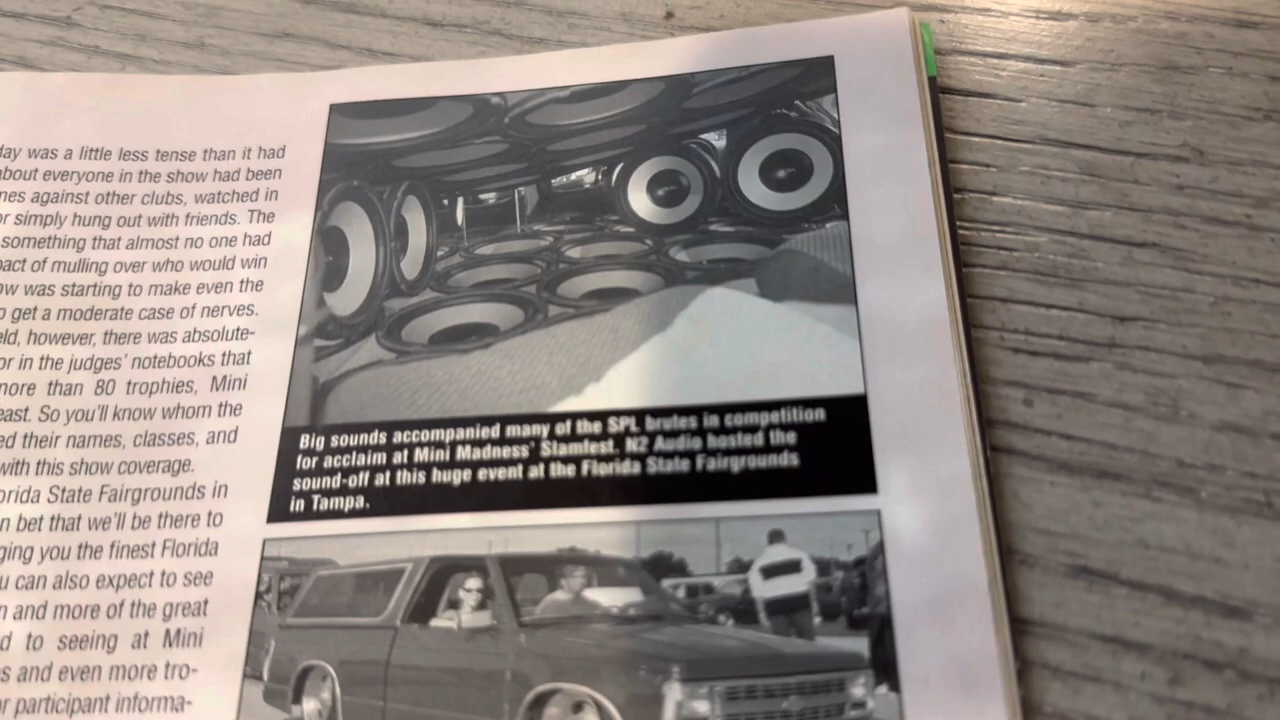 day was a little less tense than it had
about everyone in the show had been
nes against other clubs, watched in
or simply hung out with friends. The
something that almost no one had
pact of mulling over who would win
ow was starting to make even the
o get a moderate case of nerves.
eld, however, there was absolute-
or in the judges' notebooks that
more than 80 trophies, Mini
east. So you'll know whom the
ed their names, classes, and
with this show coverage.
orida State Fairgrounds in
n bet that we'll be there to
ging you the finest Florida
u can also expect to see
n and more of the great
d to seeing at Mini
s and even more tro-
or participant informa-
Big sounds accompanied many of the SPL brutes in competition
for acclaim at Mini Madness' Slamfest. N2 Audio hosted the
sound-off at this huge event at the Florida State Fairgrounds
in Tampa.